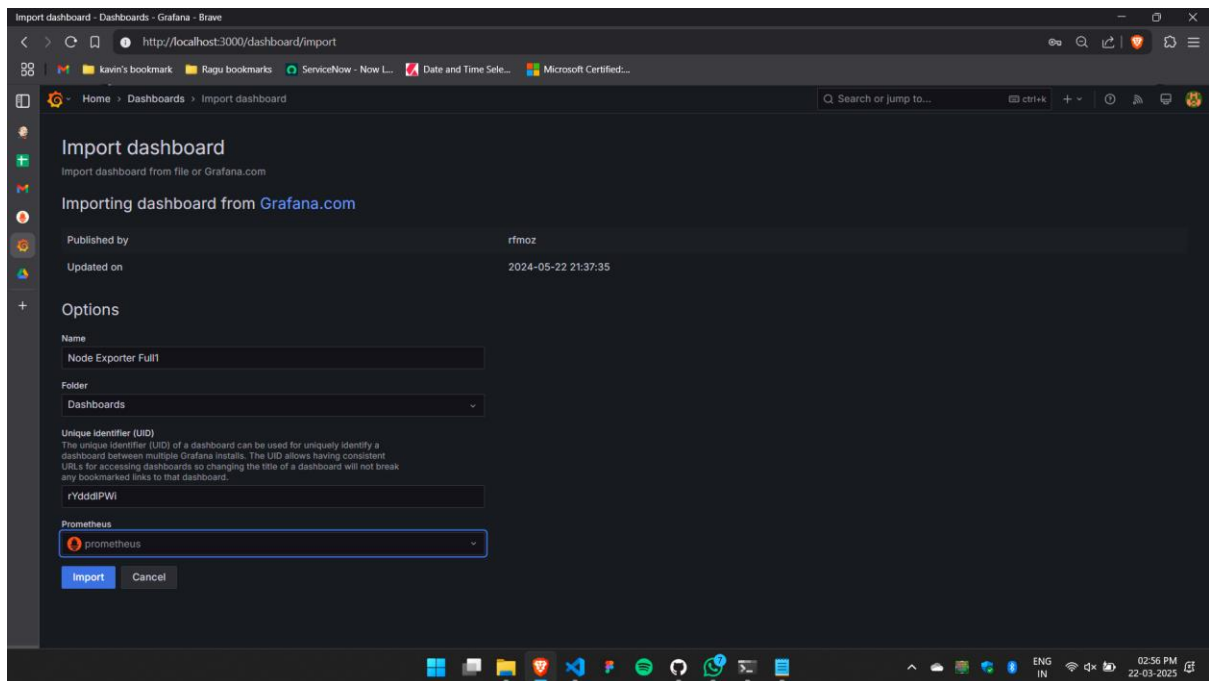 Import dashboard - Dashboards - Grafana - Brave
http://localhost:3000/dashboard/import
kavin's bookmark Ragu bookmarks ServiceNow - Now L... Date and Time Sele... Microsoft Certified:...
Home › Dashboards › Import dashboard Search or jump to... ctrl+k
Import dashboard
Import dashboard from file or Grafana.com
Importing dashboard from Grafana.com
Published by rfmoz
Updated on 2024-05-22 21:37:35
Options
Name
Node Exporter Full1
Folder
Dashboards
Unique identifier (UID)
The unique identifier (UID) of a dashboard can be used for uniquely identify a
dashboard between multiple Grafana installs. The UID allows having consistent
URLs for accessing dashboards so changing the title of a dashboard will not break
any bookmarked links to that dashboard.
rYdddlPWi
Prometheus
prometheus
Import Cancel
7
ENG 02:56 PM
IN 22-03-2025